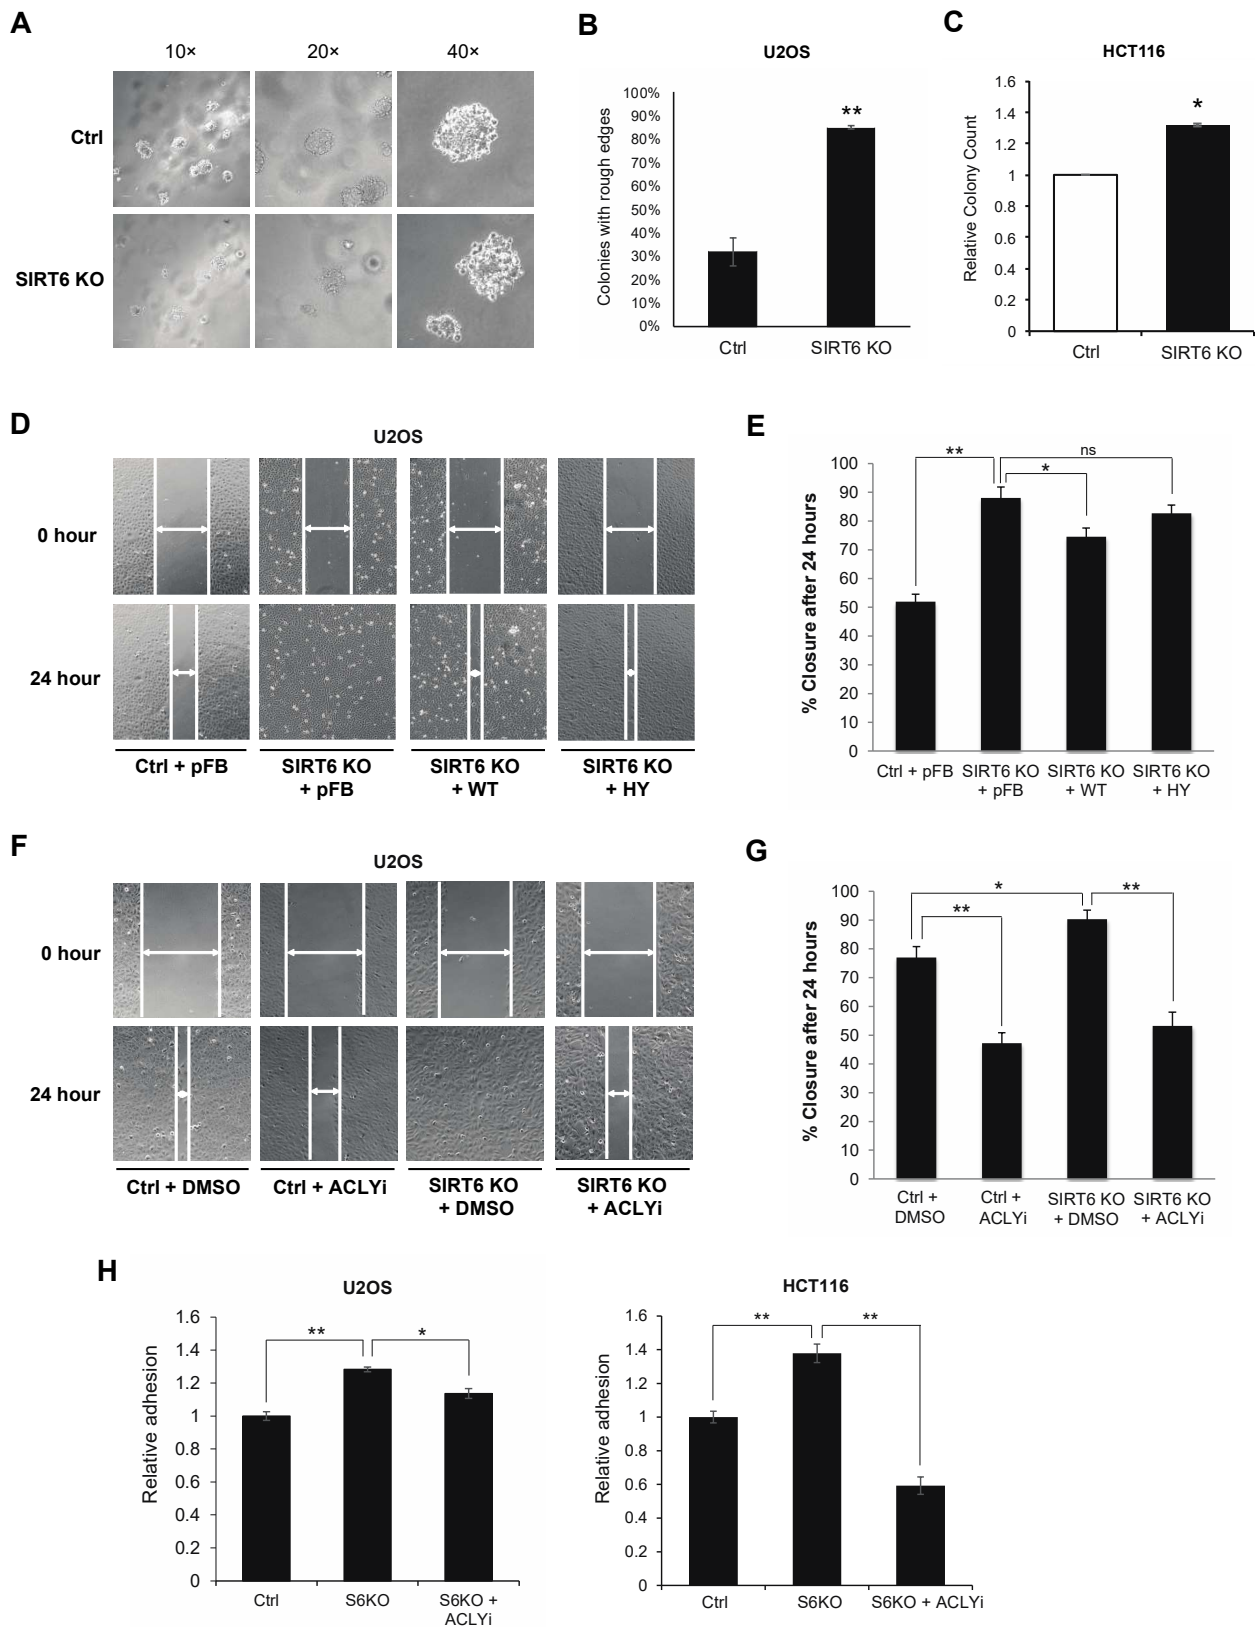 A
10×
20×
40×
Ctrl
SIRT6 KO
B
U2OS
Colonies with rough edges
100%
90%
80%
70%
60%
50%
40%
30%
20%
10%
0%
**
Ctrl
SIRT6 KO
C
HCT116
Relative Colony Count
1.6
1.4
1.2
1
0.8
0.6
0.4
0.2
0
*
Ctrl
SIRT6 KO
D
U2OS
0 hour
24 hour
Ctrl + pFB
SIRT6 KO
+ pFB
SIRT6 KO
+ WT
SIRT6 KO
+ HY
E
% Closure after 24 hours
100
90
80
70
60
50
40
30
20
10
0
**
*
ns
Ctrl + pFB
SIRT6 KO
+ pFB
SIRT6 KO
+ WT
SIRT6 KO
+ HY
F
U2OS
0 hour
24 hour
Ctrl + DMSO
Ctrl + ACLYi
SIRT6 KO
+ DMSO
SIRT6 KO
+ ACLYi
G
% Closure after 24 hours
100
90
80
70
60
50
40
30
20
10
0
*
**
**
Ctrl +
DMSO
Ctrl +
ACLYi
SIRT6 KO
+ DMSO
SIRT6 KO
+ ACLYi
H
U2OS
Relative adhesion
1.6
1.4
1.2
1
0.8
0.6
0.4
0.2
0
**
*
Ctrl
S6KO
S6KO +
ACLYi
HCT116
Relative adhesion
1.6
1.4
1.2
1
0.8
0.6
0.4
0.2
0
**
**
Ctrl
S6KO
S6KO + ACLYi